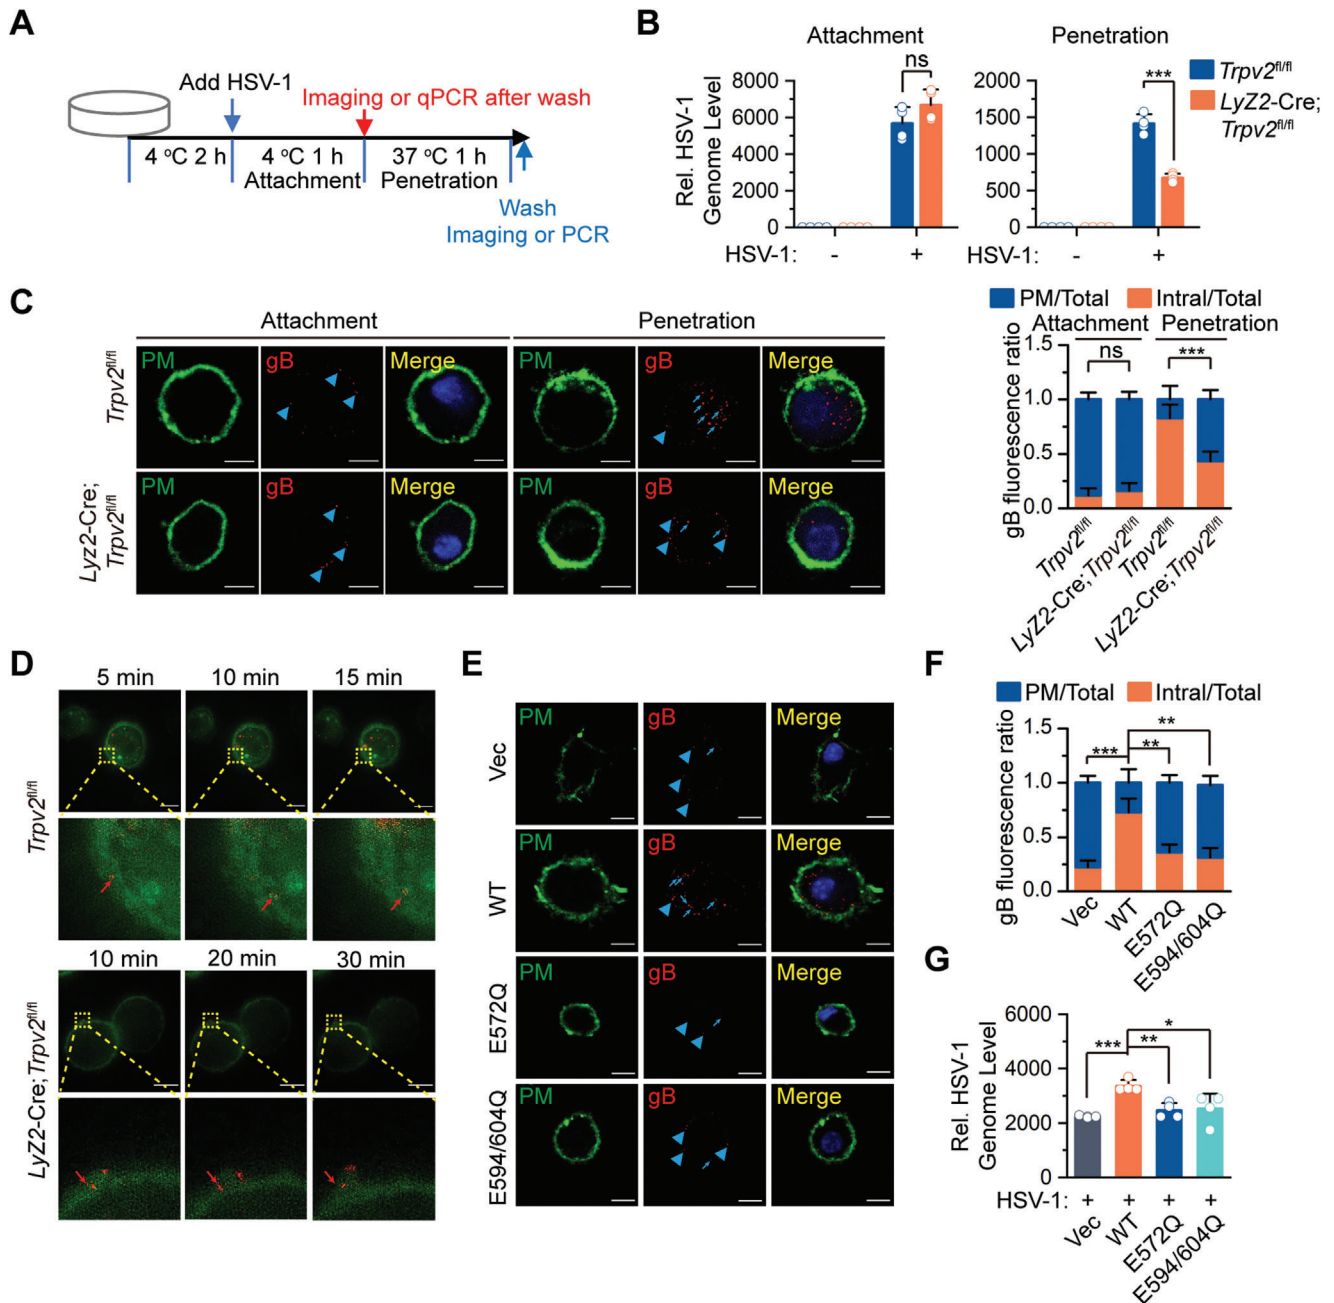 A
Add HSV-1
Imaging or qPCR after wash
4 °C 2 h
4 °C 1 h
37 °C 1 h
Attachment
Penetration
Wash
Imaging or PCR
B
Attachment
Penetration
Rel. HSV-1
Genome Level
8000
6000
4000
2000
0
ns
HSV-1:
-
+
2000
1500
1000
500
0
***
HSV-1:
-
+
Trpv2fl/fl
LyZ2-Cre;
Trpv2fl/fl
C
Attachment
Penetration
Trpv2fl/fl
PM
gB
Merge
PM
gB
Merge
Lyz2-Cre;
Trpv2fl/fl
PM
gB
Merge
PM
gB
Merge
PM/Total
Intral/Total
Attachment
Penetration
gB fluorescence ratio
1.5
1.0
0.5
0.0
ns
***
Trpv2fl/fl
LyZ2-Cre;Trpv2fl/fl
Trpv2fl/fl
LyZ2-Cre;Trpv2fl/fl
D
5 min
10 min
15 min
Trpv2fl/fl
10 min
20 min
30 min
LyZ2-Cre;Trpv2fl/fl
E
Vec
PM
gB
Merge
WT
PM
gB
Merge
E572Q
PM
gB
Merge
E594/604Q
PM
gB
Merge
F
PM/Total
Intral/Total
gB fluorescence ratio
1.5
1.0
0.5
0.0
***
**
**
Vec
WT
E572Q
E594/604Q
G
Rel. HSV-1
Genome Level
6000
4000
2000
0
***
**
*
HSV-1:
+
+
+
+
Vec
WT
E572Q
E594/604Q